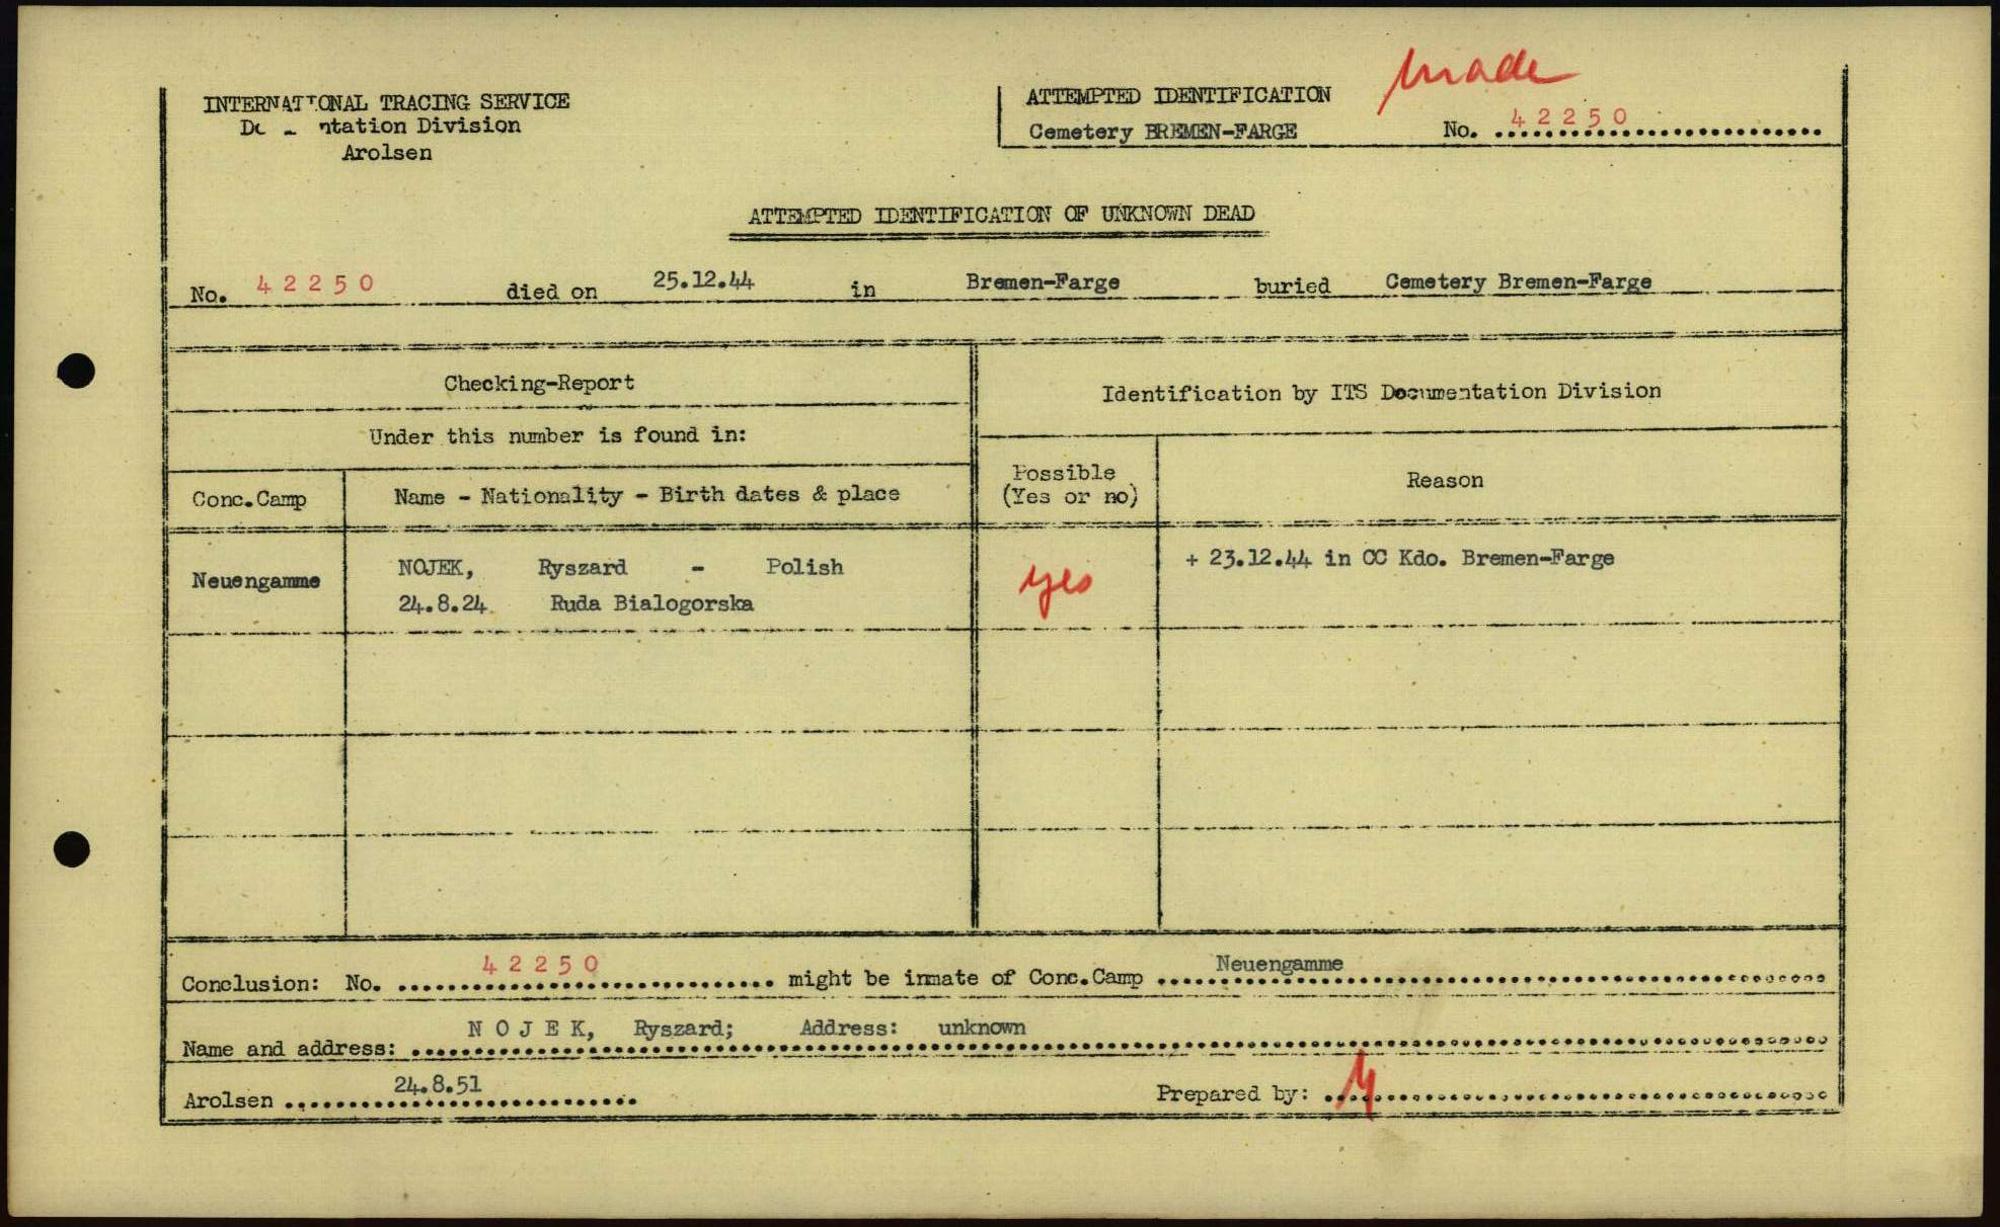 INTERNATIONAL TRACING SERVICE
Documentation Division
Arolsen
made
ATTEMPTED IDENTIFICATION
Cemetery BREMEN-FARGE No. 42250
ATTEMPTED IDENTIFICATION OF UNKNOWN DEAD
No. 42250 died on 25.12.44 in Bremen-Farge buried Cemetery Bremen-Farge
Checking-Report
Identification by ITS Documentation Division
Under this number is found in:
Conc.Camp
Name - Nationality - Birth dates & place
Possible
(Yes or no)
Reason
Neuengamme
NOJEK, Ryszard - Polish
24.8.24 Ruda Bialogorska
yes
+ 23.12.44 in CC Kdo. Bremen-Farge
Conclusion: No. 42250 might be inmate of Conc.Camp Neuengamme
Name and address: N O J E K, Ryszard; Address: unknown
Arolsen 24.8.51
Prepared by: